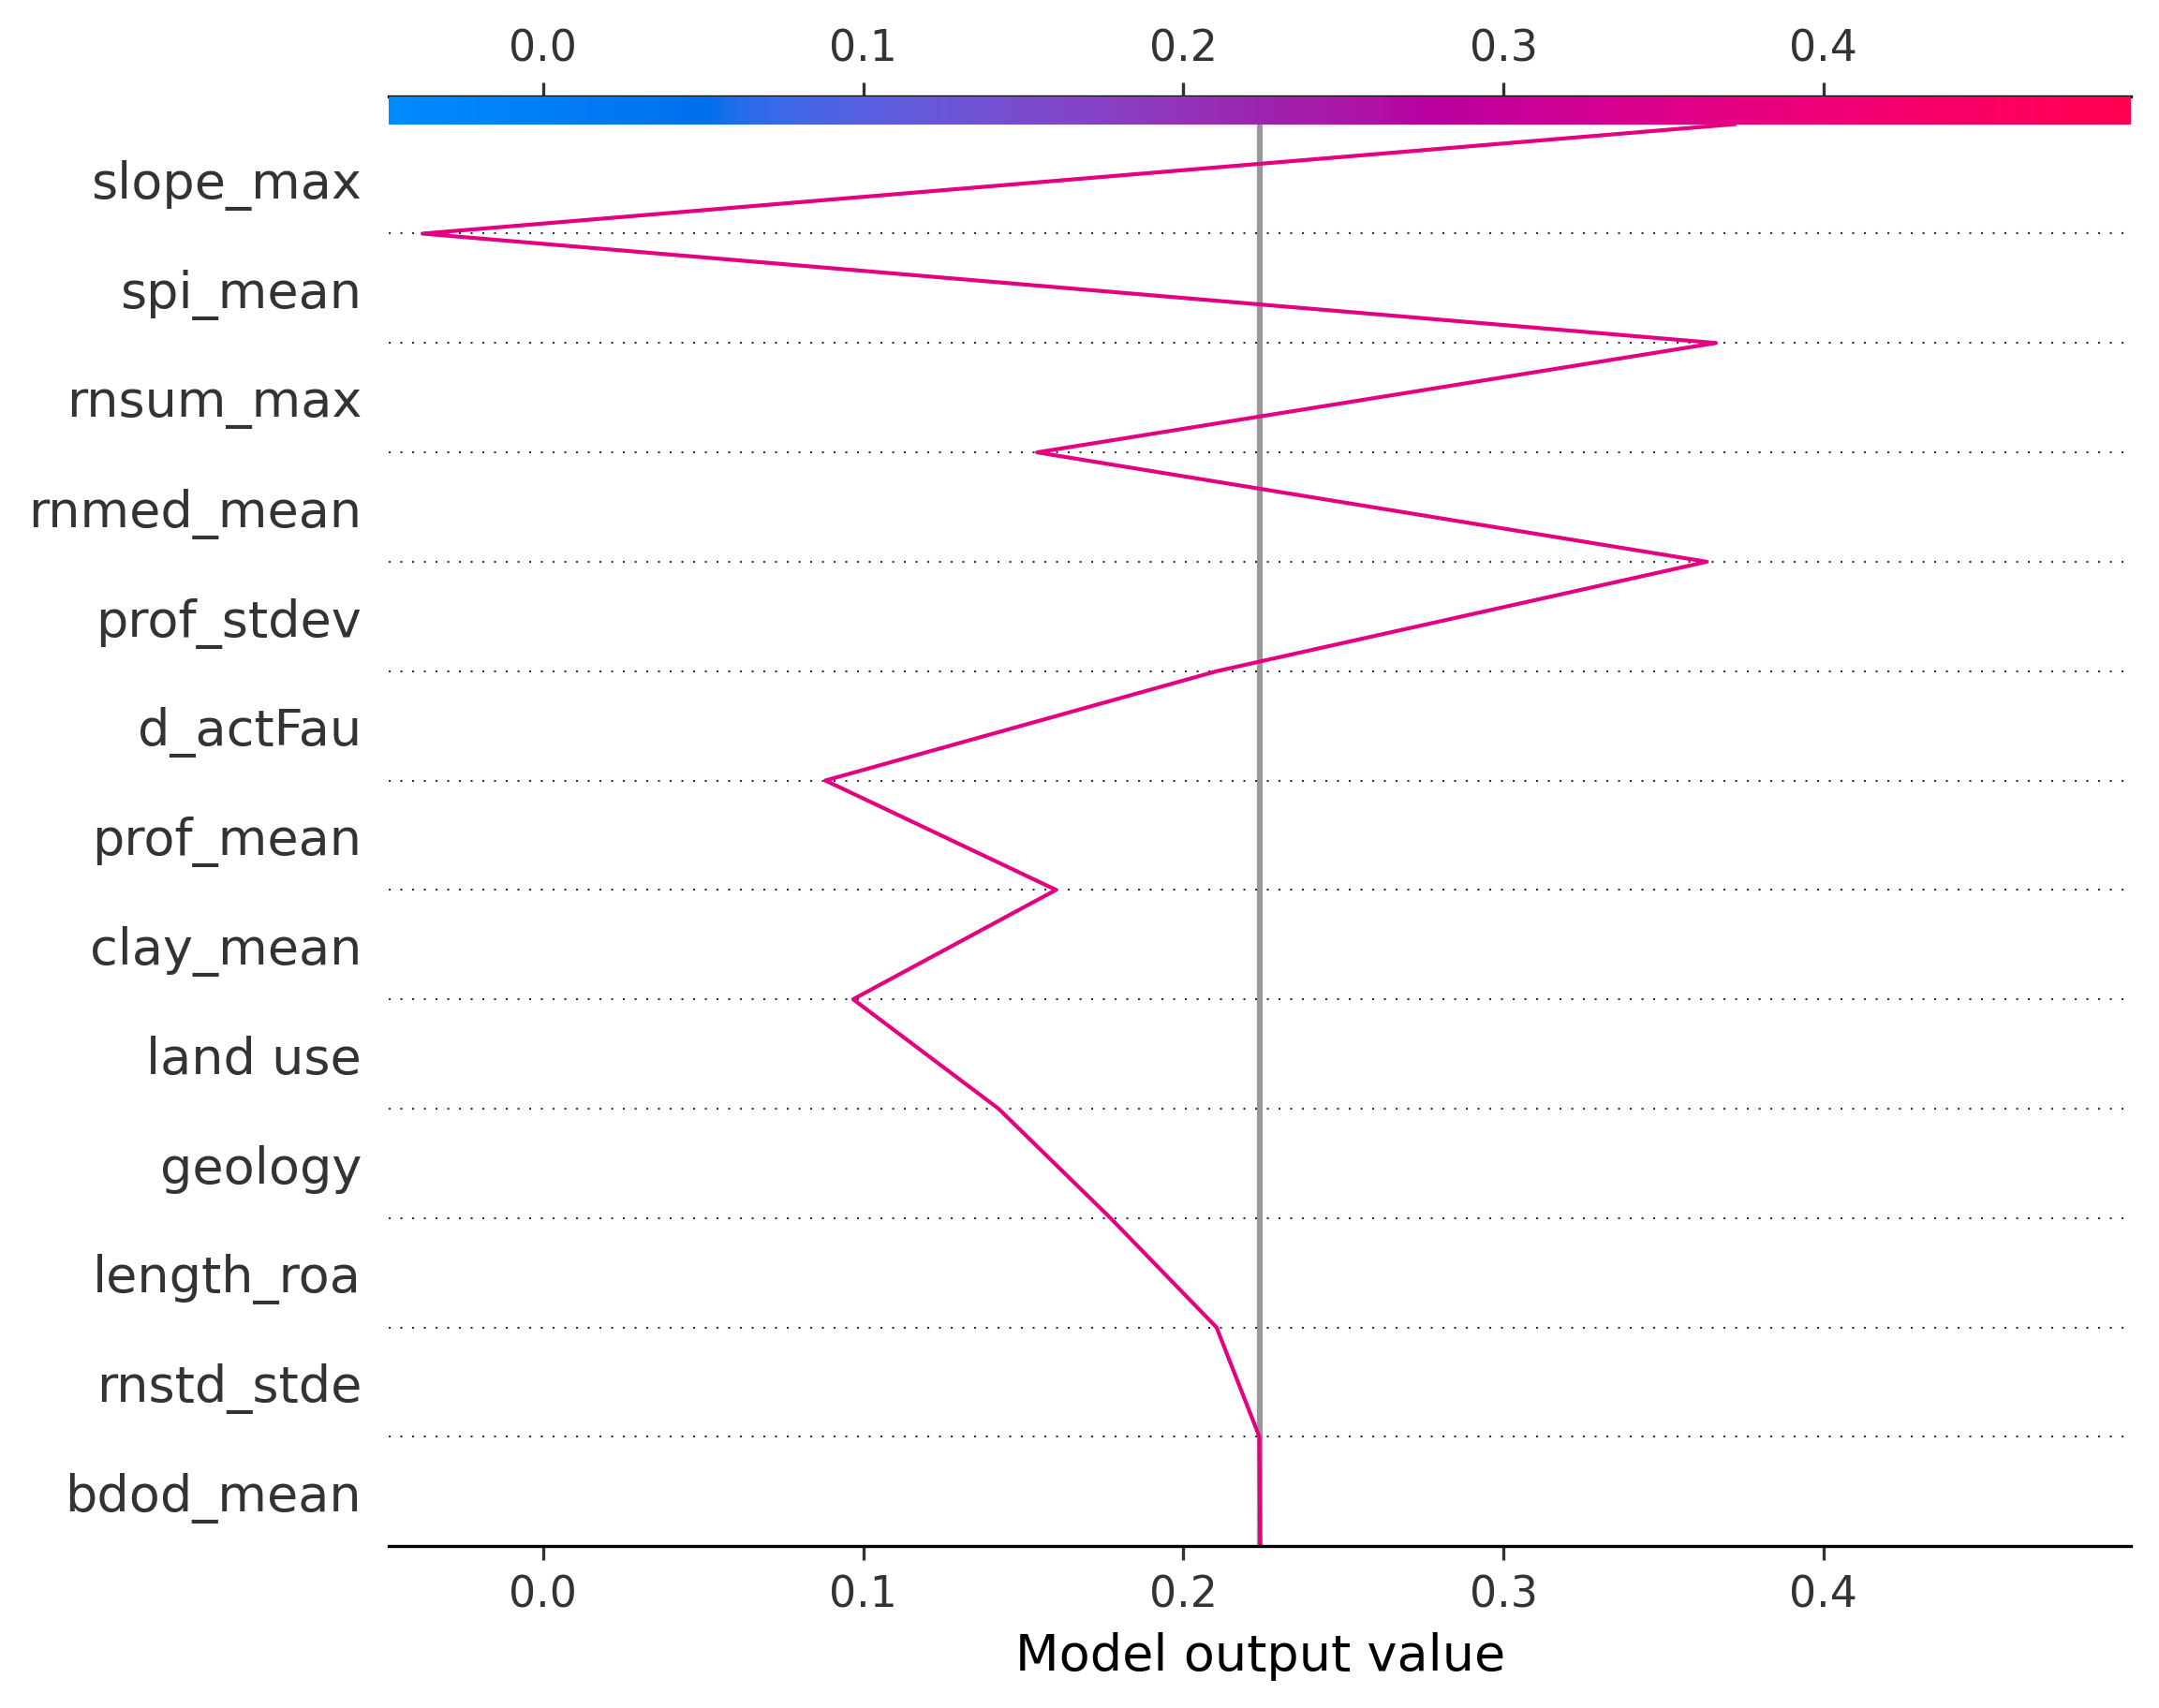 0.0 0.1 0.2 0.3 0.4
slope_max
spi_mean
rnsum_max
rnmed_mean
prof_stdev
d_actFau
prof_mean
clay_mean
land use
geology
length_roa
rnstd_stde
bdod_mean
0.0 0.1 0.2 0.3 0.4
Model output value